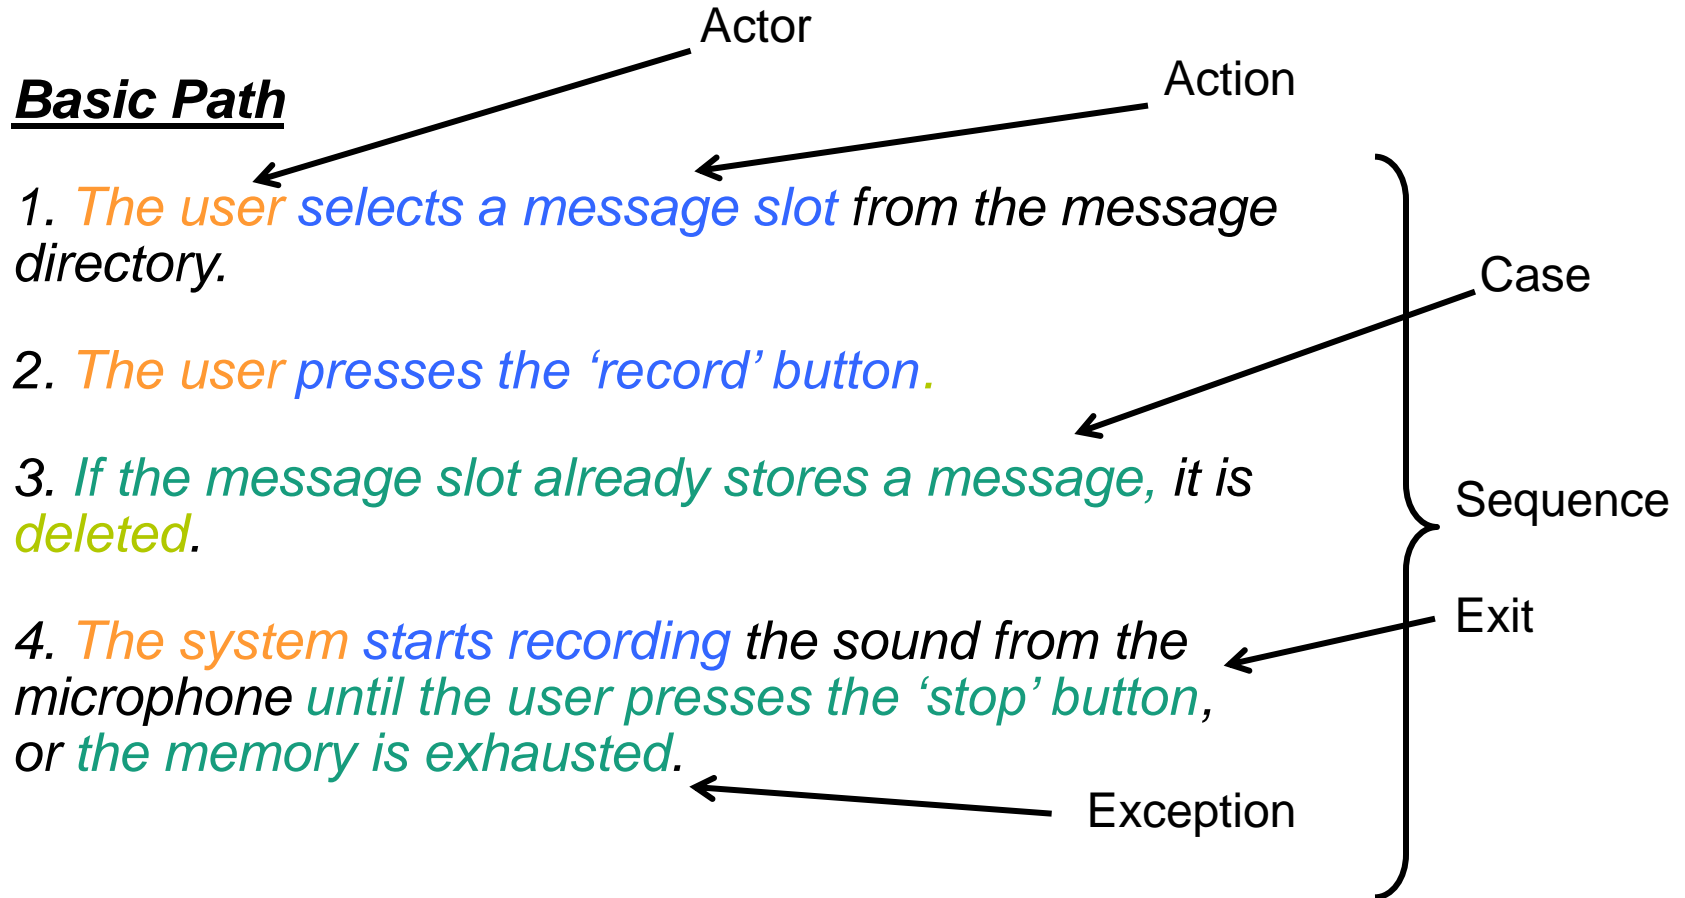 Actor
Action
Basic Path
1. The user selects a message slot from the message
directory.
Case
2. The user presses the ‘record’ button.
3. If the message slot already stores a message, it is
deleted.
Sequence
Exit
4. The system starts recording the sound from the
microphone until the user presses the ‘stop’ button,
or the memory is exhausted.
Exception